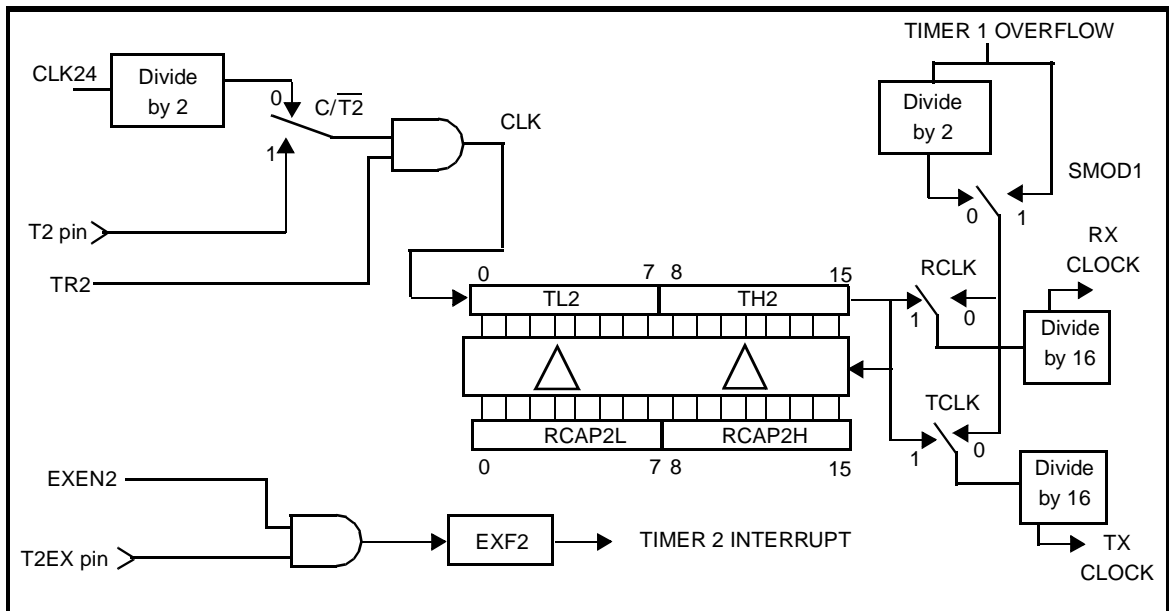 TIMER 1 OVERFLOW
CLK24
Divide
by 2
0
C/T2
1
CLK
Divide
by 2
SMOD1
0
1
T2 pin
TR2
RX
CLOCK
0
7
8
15
RCLK
TL2
TH2
1
0
Divide
by 16
TCLK
RCAP2L
RCAP2H
1
0
0
7
8
15
Divide
by 16
EXEN2
EXF2
TIMER 2 INTERRUPT
T2EX pin
TX
CLOCK